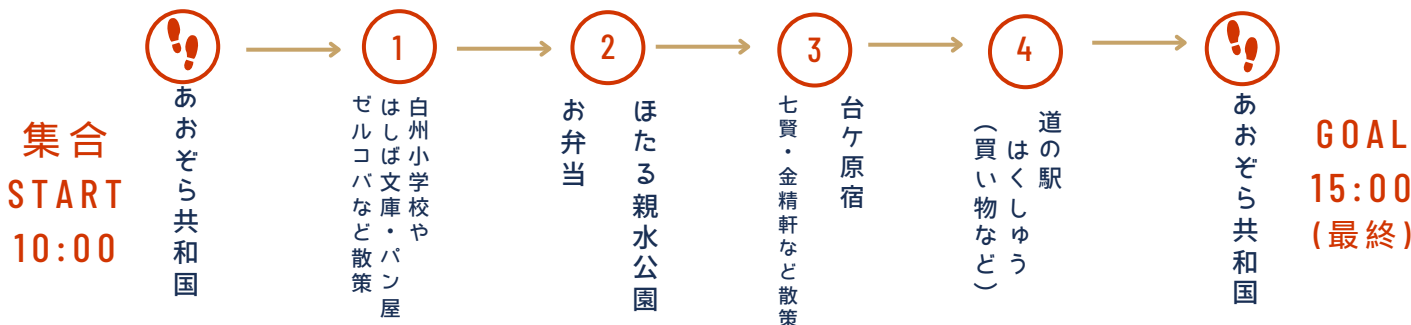 集合
START
10:00
あおぞら共和国
1
白州小学校や
はしば文庫・パン屋
ゼルコバなど散策
2
ほたる親水公園
お弁当
3
台ケ原宿
七賢・金精軒など散策
4
道の駅
はくしゅう
(買い物など)
あおぞら共和国
GOAL
15:00
(最終)